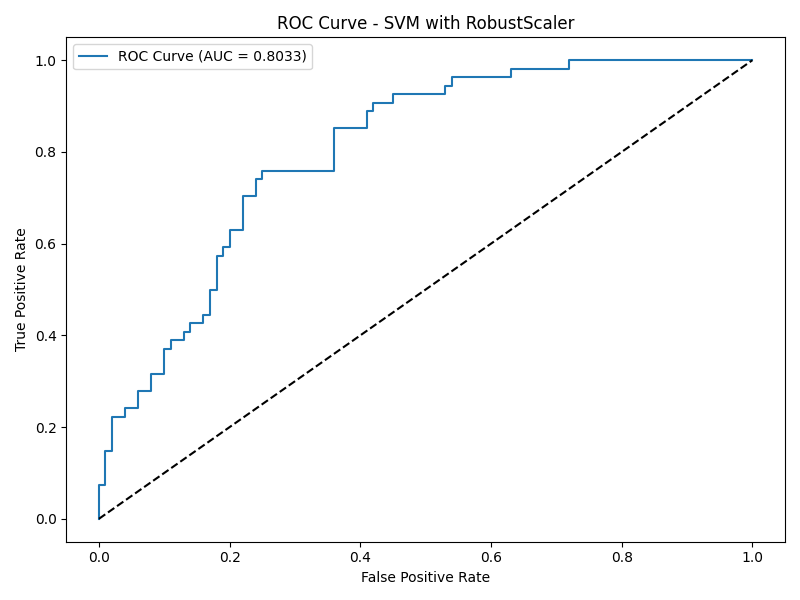 ROC Curve - SVM with RobustScaler
ROC Curve (AUC = 0.8033)
1.0
0.8
0.6
0.4
0.2
0.0
True Positive Rate
0.0 0.2 0.4 0.6 0.8 1.0
False Positive Rate